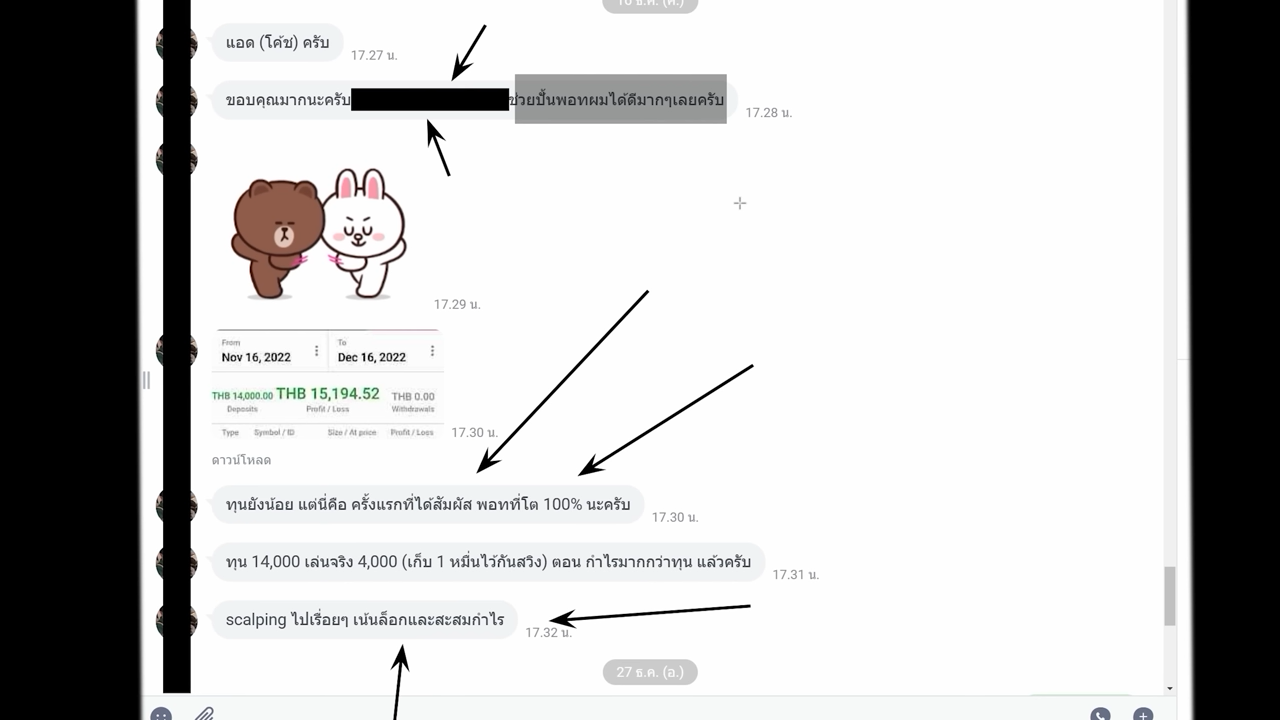 16 ธ.ค. (ศ.)
แอด (โค้ช) ครับ
17.27 น.
ขอบคุณมากนะครับ ช่วยปั้นพอทผมได้ดีมากๆเลยครับ
17.28 น.
17.29 น.
From To
Nov 16, 2022 Dec 16, 2022
THB 14,000.00 THB 15,194.52 THB 0.00
Deposits Profit / Loss Withdrawals
Type Symbol / ID Size / At price Profit / Loss
17.30 น.
ดาวน์โหลด
ทุนยังน้อย แต่นี่คือ ครั้งแรกที่ได้สัมผัส พอทที่โต 100% นะครับ
17.30 น.
ทุน 14,000 เล่นจริง 4,000 (เก็บ 1 หมื่นไว้กันสวิง) ตอน กำไรมากกว่าทุน แล้วครับ
17.31 น.
scalping ไปเรื่อยๆ เน้นล็อกและสะสมกำไร
17.32 น.
27 ธ.ค. (อ.)